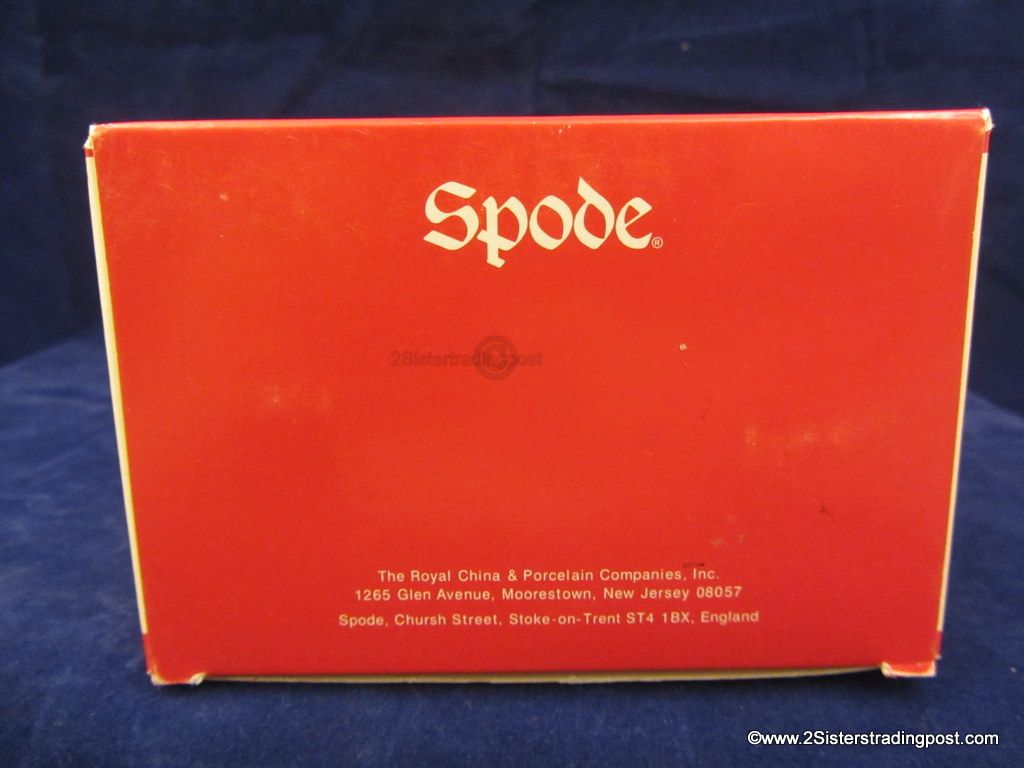 Spode®
2Sistertradingpost
The Royal China & Porcelain Companies, Inc.
1265 Glen Avenue, Moorestown, New Jersey 08057
Spode, Chursh Street, Stoke-on-Trent ST4 1BX, England
©www.2Sisterstradingpost.com